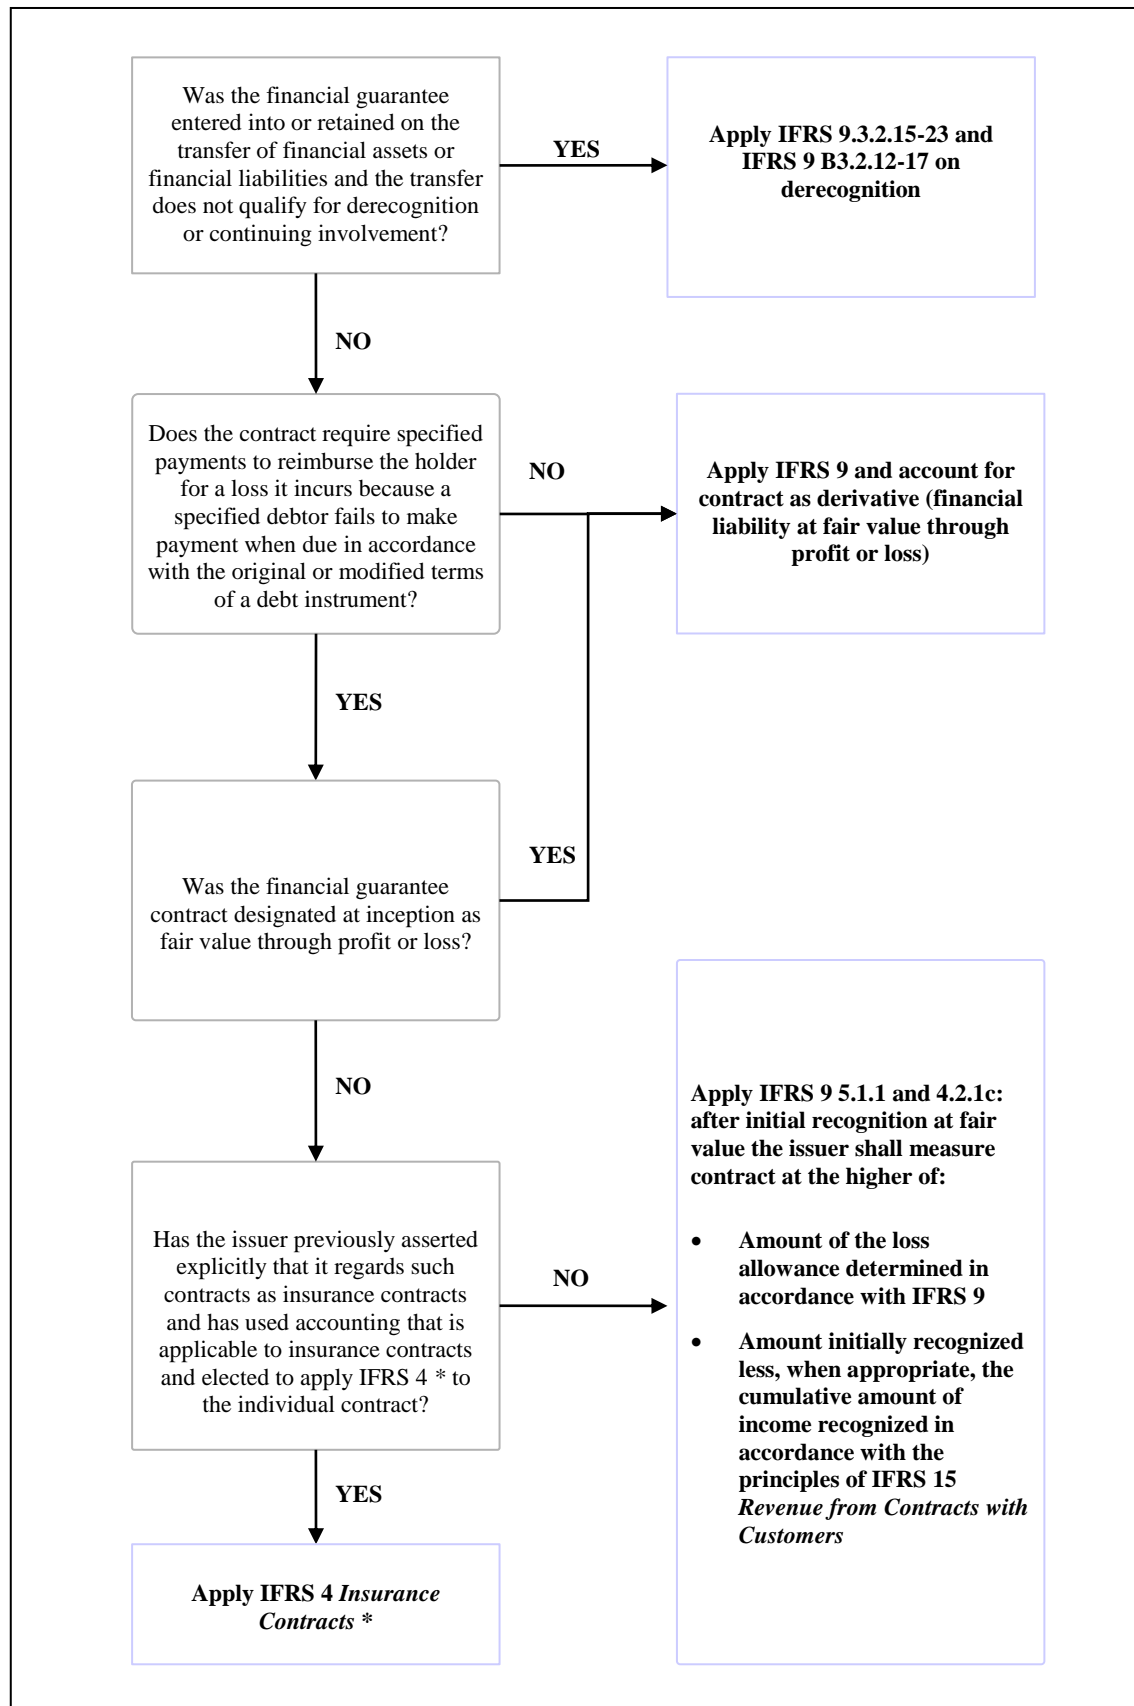 Was the financial guarantee
entered into or retained on the
transfer of financial assets or
financial liabilities and the transfer
does not qualify for derecognition
or continuing involvement?
YES
Apply IFRS 9.3.2.15-23 and
IFRS 9 B3.2.12-17 on
derecognition
NO
Does the contract require specified
payments to reimburse the holder
for a loss it incurs because a
specified debtor fails to make
payment when due in accordance
with the original or modified terms
of a debt instrument?
NO
Apply IFRS 9 and account for
contract as derivative (financial
liability at fair value through
profit or loss)
YES
Was the financial guarantee
contract designated at inception as
fair value through profit or loss?
YES
NO
Has the issuer previously asserted
explicitly that it regards such
contracts as insurance contracts
and has used accounting that is
applicable to insurance contracts
and elected to apply IFRS 4 * to
the individual contract?
NO
Apply IFRS 9 5.1.1 and 4.2.1c:
after initial recognition at fair
value the issuer shall measure
contract at the higher of:
• Amount of the loss
allowance determined in
accordance with IFRS 9
• Amount initially recognized
less, when appropriate, the
cumulative amount of
income recognized in
accordance with the
principles of IFRS 15
Revenue from Contracts with
Customers
YES
Apply IFRS 4 Insurance
Contracts *